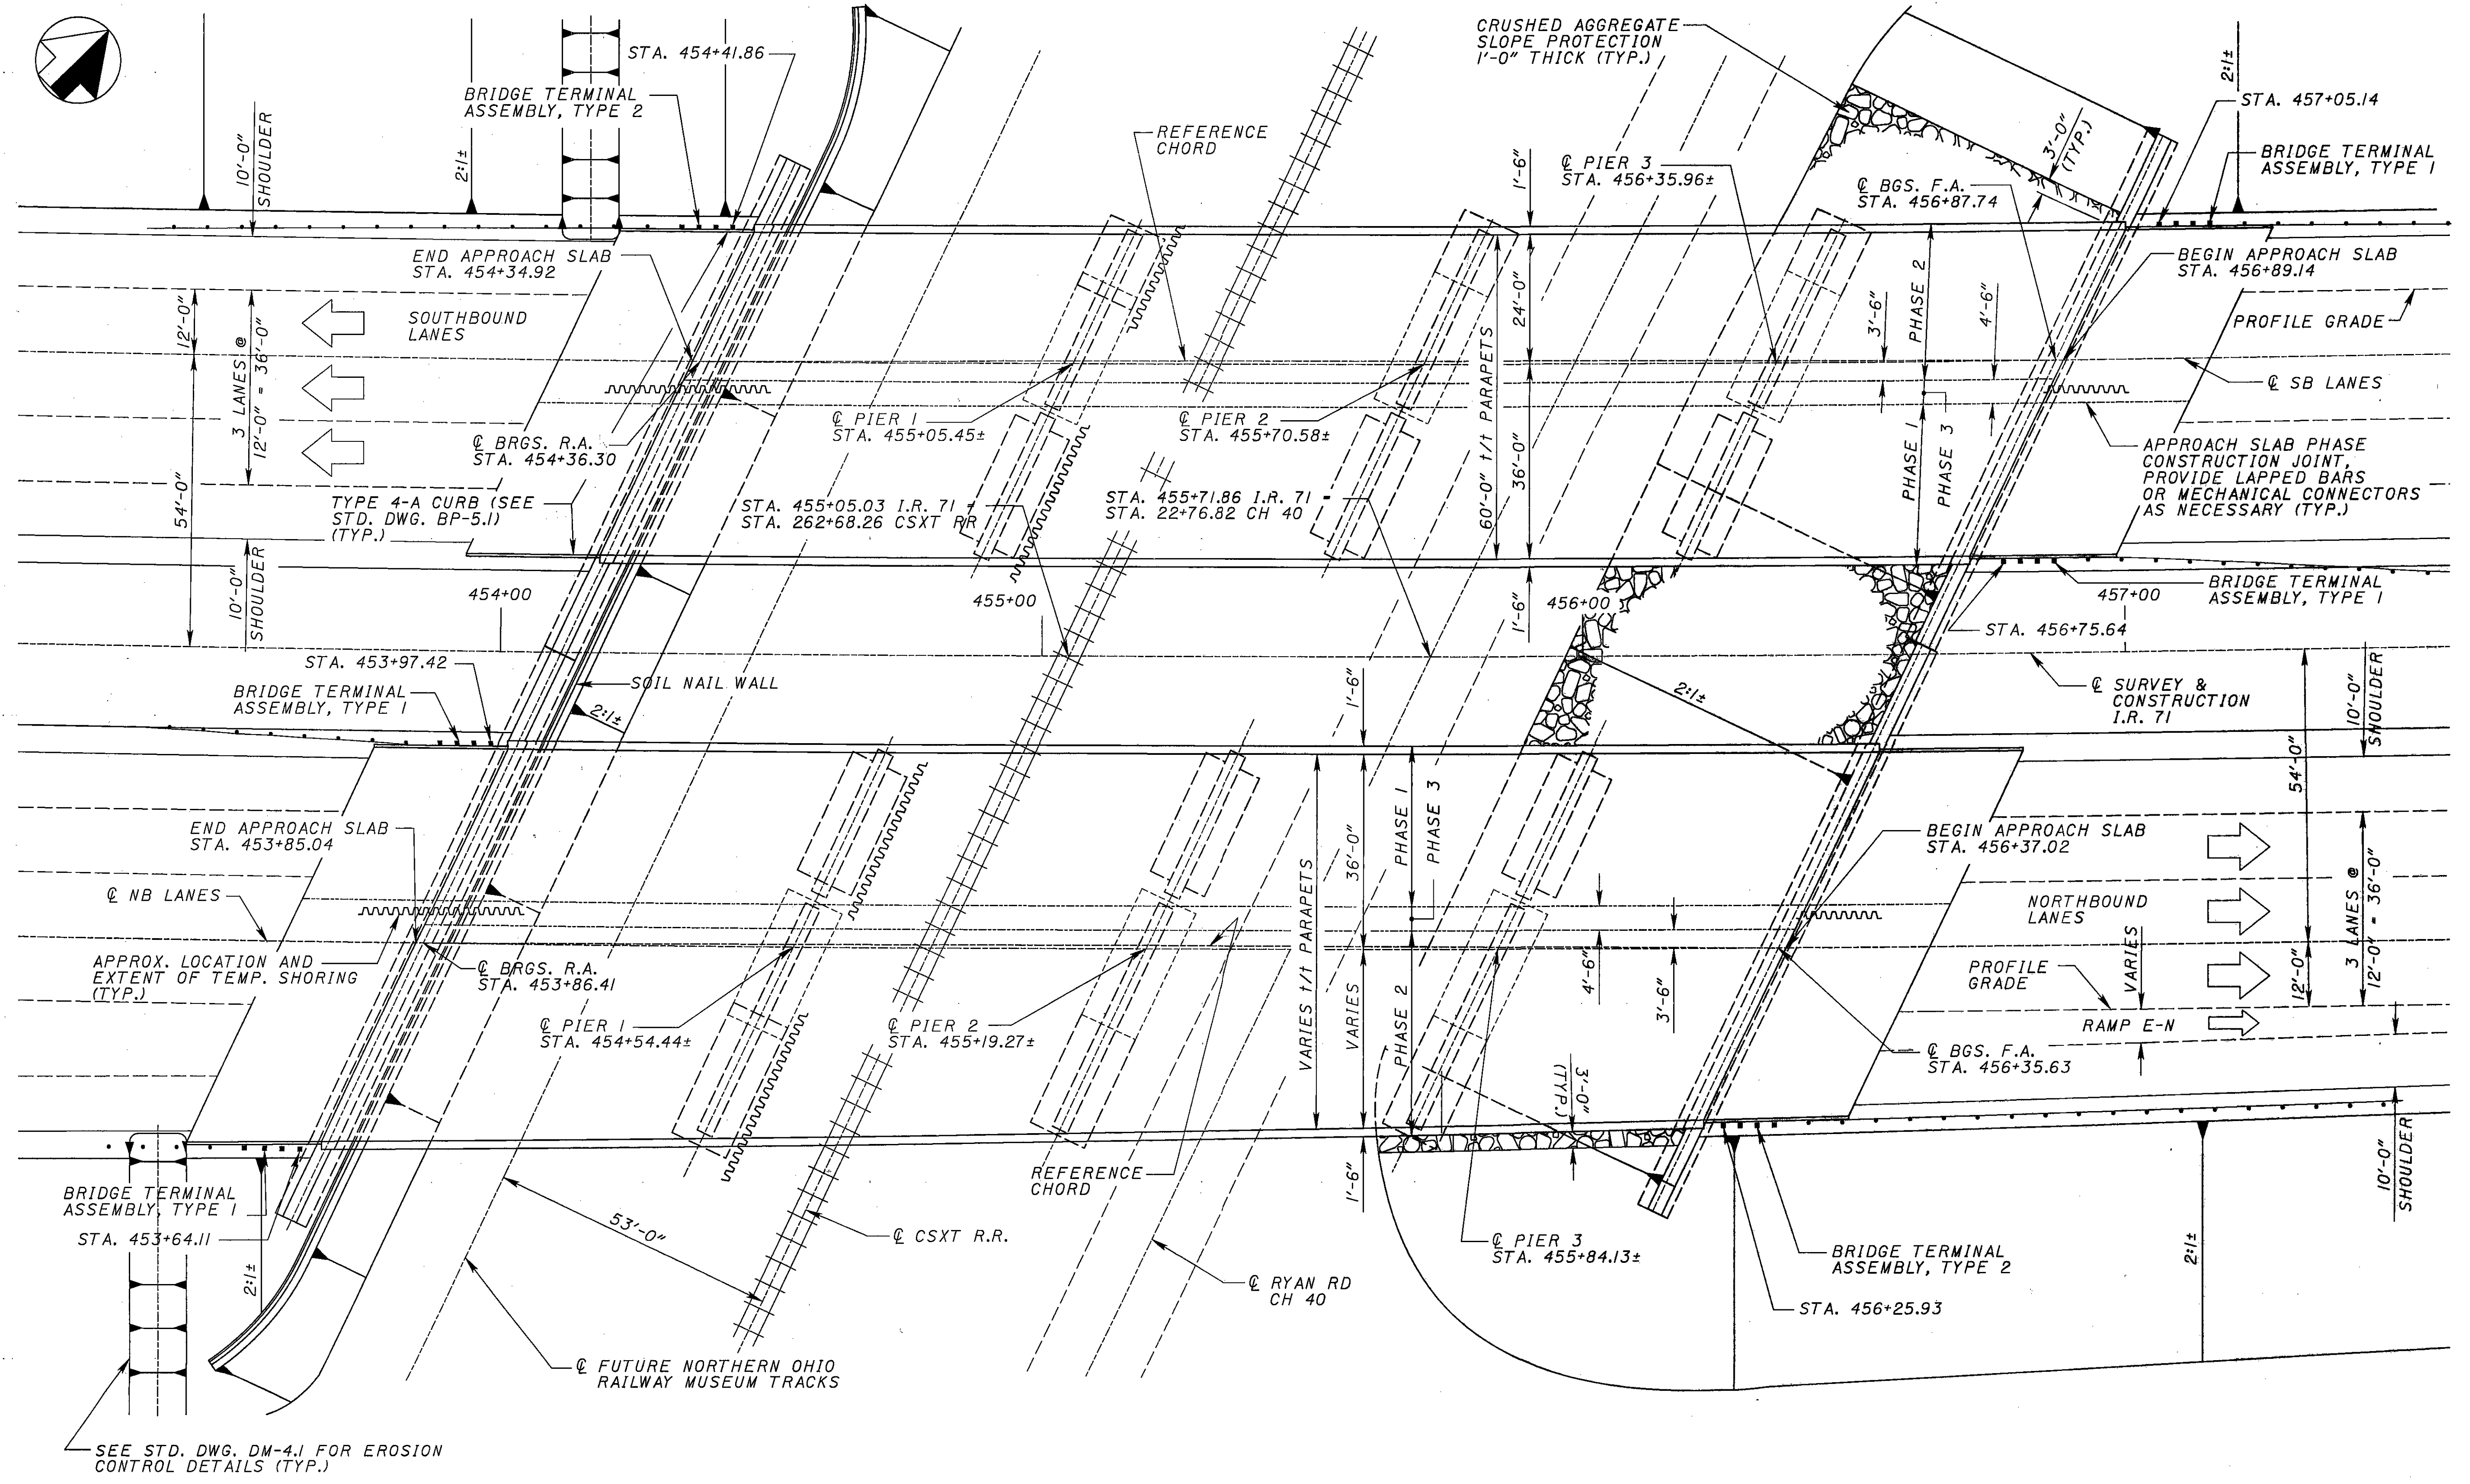 STA. 454+41.86
BRIDGE TERMINAL
ASSEMBLY, TYPE 2
10'-0"
SHOULDER
2:1±
REFERENCE
CHORD
CRUSHED AGGREGATE
SLOPE PROTECTION
1'-0" THICK (TYP.)
1'-6"
℄ PIER 3
STA. 456+35.96±
℄ BGS. F.A.
STA. 456+87.74
3'-0"
(TYP.)
2:1±
STA. 457+05.14
BRIDGE TERMINAL
ASSEMBLY, TYPE 1
END APPROACH SLAB
STA. 454+34.92
BEGIN APPROACH SLAB
STA. 456+89.14
12'-0"
3 LANES @
12'-0" = 36'-0"
SOUTHBOUND
LANES
24'-0"
3'-6"
PHASE 2
4'-6"
PROFILE GRADE
℄ SB LANES
54'-0"
℄ BRGS. R.A.
STA. 454+36.30
℄ PIER 1
STA. 455+05.45±
℄ PIER 2
STA. 455+70.58±
60'-0" t/t PARAPETS
36'-0"
PHASE 1
PHASE 3
APPROACH SLAB PHASE
CONSTRUCTION JOINT,
PROVIDE LAPPED BARS
OR MECHANICAL CONNECTORS
AS NECESSARY (TYP.)
TYPE 4-A CURB (SEE
STD. DWG. BP-5.1)
(TYP.)
STA. 455+05.03 I.R. 71 =
STA. 262+68.26 CSXT RR
STA. 455+71.86 I.R. 71 =
STA. 22+76.82 CH 40
10'-0"
SHOULDER
454+00
455+00
1'-6"
456+00
457+00
BRIDGE TERMINAL
ASSEMBLY, TYPE 1
STA. 456+75.64
STA. 453+97.42
BRIDGE TERMINAL
ASSEMBLY, TYPE 1
SOIL NAIL WALL
2:1±
1'-6"
2:1±
℄ SURVEY &
CONSTRUCTION
I.R. 71
10'-0"
SHOULDER
54'-0"
END APPROACH SLAB
STA. 453+85.04
℄ NB LANES
VARIES t/t PARAPETS
36'-0"
PHASE 1
PHASE 3
BEGIN APPROACH SLAB
STA. 456+37.02
NORTHBOUND
LANES
3 LANES @
12'-0" = 36'-0"
APPROX. LOCATION AND
EXTENT OF TEMP. SHORING
(TYP.)
℄ BRGS. R.A.
STA. 453+86.41
4'-6"
3'-6"
PROFILE
GRADE
VARIES
12'-0"
℄ PIER 1
STA. 454+54.44±
℄ PIER 2
STA. 455+19.27±
VARIES
PHASE 2
RAMP E-N
℄ BGS. F.A.
STA. 456+35.63
3'-0"
(TYP.)
10'-0"
SHOULDER
BRIDGE TERMINAL
ASSEMBLY, TYPE 1
STA. 453+64.11
2:1±
53'-0"
℄ CSXT R.R.
REFERENCE
CHORD
1'-6"
℄ PIER 3
STA. 455+84.13±
BRIDGE TERMINAL
ASSEMBLY, TYPE 2
2:1±
℄ RYAN RD
CH 40
STA. 456+25.93
℄ FUTURE NORTHERN OHIO
RAILWAY MUSEUM TRACKS
SEE STD. DWG. DM-4.1 FOR EROSION
CONTROL DETAILS (TYP.)